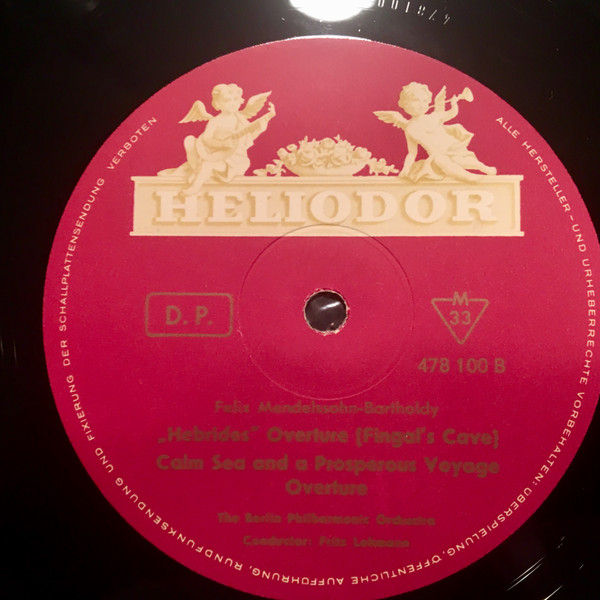 HELIODOR
D. P.
M
33
478 100 B
Felix Mendelssohn-Bartholdy
„Hebrides" Overture (Fingal's Cave)
Calm Sea and a Prosperous Voyage
Overture
The Berlin Philharmonic Orchestra
Conductor: Fritz Lehmann
ALLE HERSTELLER- UND URHEBERRECHTE VORBEHALTEN: ÜBERSPIELUNG, ÖFFENTLICHE AUFFÜHRUNG, RUNDFUNKSENDUNG UND FIXIERUNG DER SCHALLPLATTENSENDUNG VERBOTEN